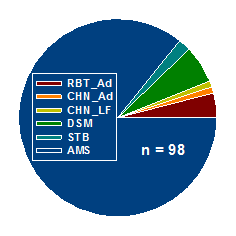 RBT_Ad
CHN_Ad
CHN_LF
DSM
STB
AMS
n = 98